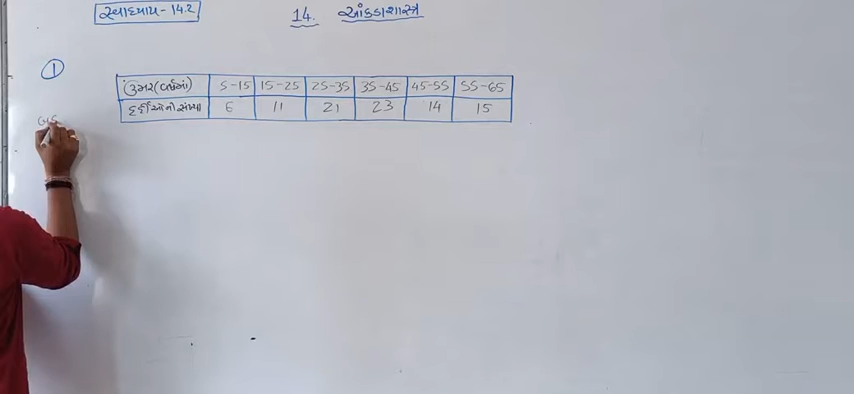 સ્વાધ્યાય - 14.2
14. આંકડાશાસ્ત્ર
1
ઉંમર (વર્ષમાં) 5-15 15-25 25-35 35-45 45-55 55-65
દર્દીઓની સંખ્યા 6 11 21 23 14 15